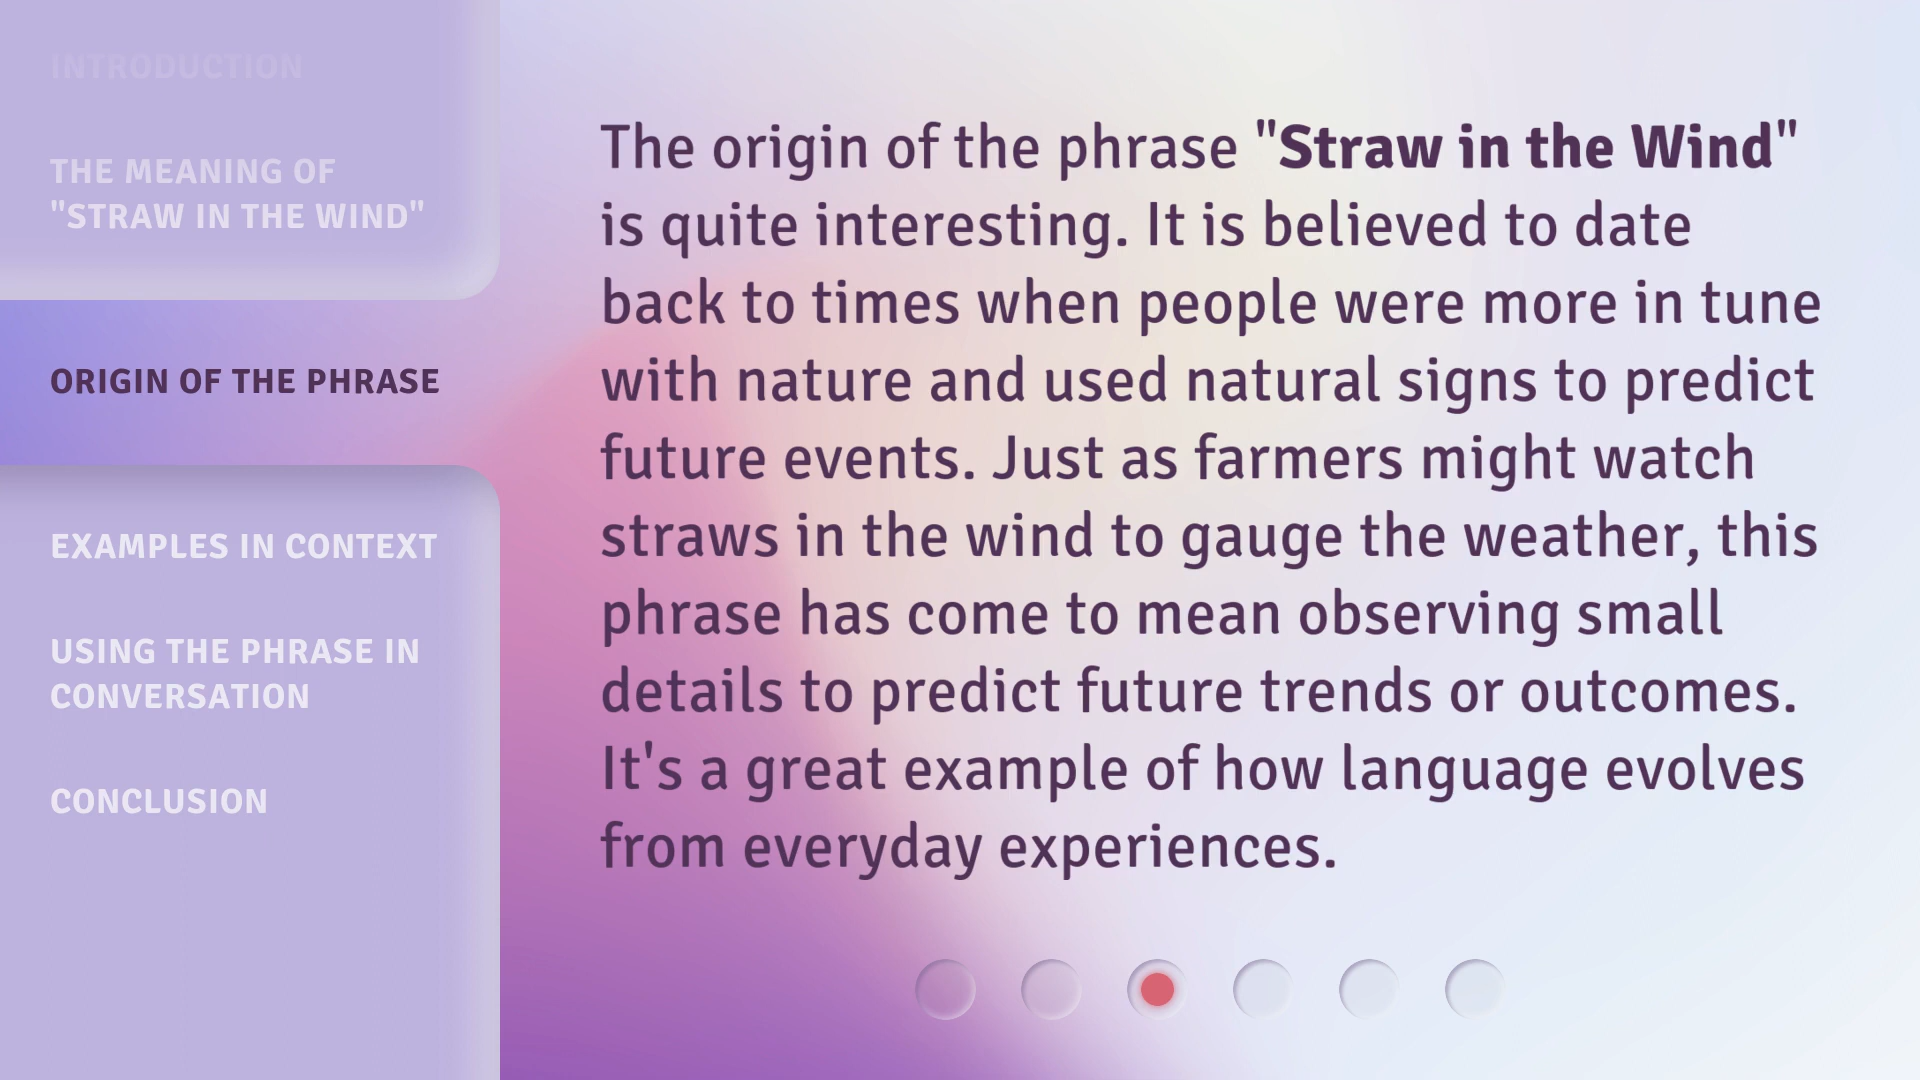 INTRODUCTION
THE MEANING OF
"STRAW IN THE WIND"
ORIGIN OF THE PHRASE
EXAMPLES IN CONTEXT
USING THE PHRASE IN
CONVERSATION
CONCLUSION
The origin of the phrase "Straw in the Wind"
is quite interesting. It is believed to date
back to times when people were more in tune
with nature and used natural signs to predict
future events. Just as farmers might watch
straws in the wind to gauge the weather, this
phrase has come to mean observing small
details to predict future trends or outcomes.
It's a great example of how language evolves
from everyday experiences.